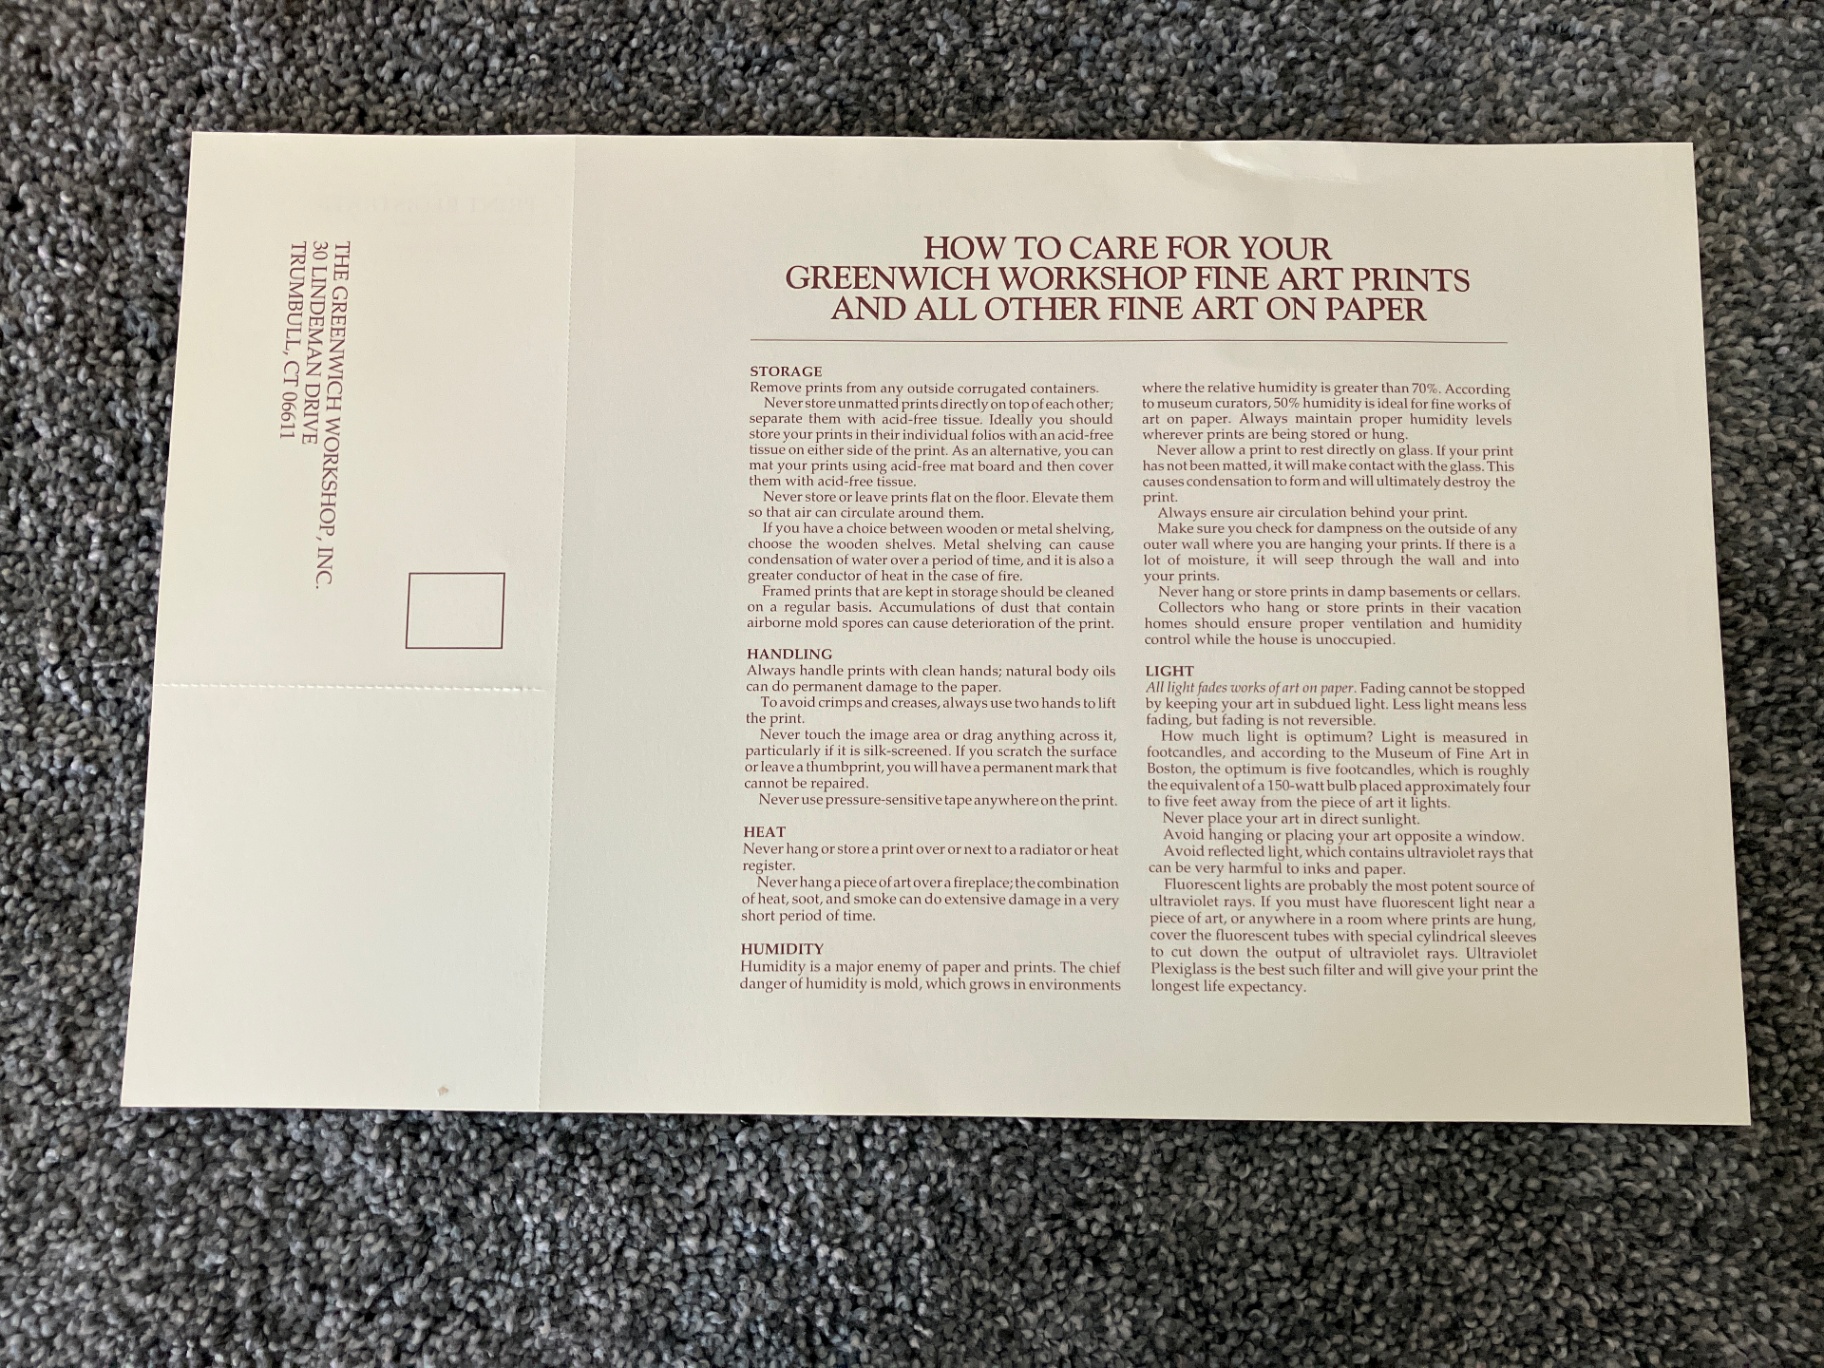 THE GREENWICH WORKSHOP, INC.
30 LINDEMAN DRIVE
TRUMBULL, CT 06611
HOW TO CARE FOR YOUR
GREENWICH WORKSHOP FINE ART PRINTS
AND ALL OTHER FINE ART ON PAPER
STORAGE
Remove prints from any outside corrugated containers.
Never store unmatted prints directly on top of each other;
separate them with acid-free tissue. Ideally you should
store your prints in their individual folios with an acid-free
tissue on either side of the print. As an alternative, you can
mat your prints using acid-free mat board and then cover
them with acid-free tissue.
Never store or leave prints flat on the floor. Elevate them
so that air can circulate around them.
If you have a choice between wooden or metal shelving,
choose the wooden shelves. Metal shelving can cause
condensation of water over a period of time, and it is also a
greater conductor of heat in the case of fire.
Framed prints that are kept in storage should be cleaned
on a regular basis. Accumulations of dust that contain
airborne mold spores can cause deterioration of the print.
HANDLING
Always handle prints with clean hands; natural body oils
can do permanent damage to the paper.
To avoid crimps and creases, always use two hands to lift
the print.
Never touch the image area or drag anything across it,
particularly if it is silk-screened. If you scratch the surface
or leave a thumbprint, you will have a permanent mark that
cannot be repaired.
Never use pressure-sensitive tape anywhere on the print.
HEAT
Never hang or store a print over or next to a radiator or heat
register.
Never hang a piece of art over a fireplace; the combination
of heat, soot, and smoke can do extensive damage in a very
short period of time.
HUMIDITY
Humidity is a major enemy of paper and prints. The chief
danger of humidity is mold, which grows in environments
where the relative humidity is greater than 70%. According
to museum curators, 50% humidity is ideal for fine works of
art on paper. Always maintain proper humidity levels
wherever prints are being stored or hung.
Never allow a print to rest directly on glass. If your print
has not been matted, it will make contact with the glass. This
causes condensation to form and will ultimately destroy the
print.
Always ensure air circulation behind your print.
Make sure you check for dampness on the outside of any
outer wall where you are hanging your prints. If there is a
lot of moisture, it will seep through the wall and into
your prints.
Never hang or store prints in damp basements or cellars.
Collectors who hang or store prints in their vacation
homes should ensure proper ventilation and humidity
control while the house is unoccupied.
LIGHT
All light fades works of art on paper. Fading cannot be stopped
by keeping your art in subdued light. Less light means less
fading, but fading is not reversible.
How much light is optimum? Light is measured in
footcandles, and according to the Museum of Fine Art in
Boston, the optimum is five footcandles, which is roughly
the equivalent of a 150-watt bulb placed approximately four
to five feet away from the piece of art it lights.
Never place your art in direct sunlight.
Avoid hanging or placing your art opposite a window.
Avoid reflected light, which contains ultraviolet rays that
can be very harmful to inks and paper.
Fluorescent lights are probably the most potent source of
ultraviolet rays. If you must have fluorescent light near a
piece of art, or anywhere in a room where prints are hung,
cover the fluorescent tubes with special cylindrical sleeves
to cut down the output of ultraviolet rays. Ultraviolet
Plexiglass is the best such filter and will give your print the
longest life expectancy.